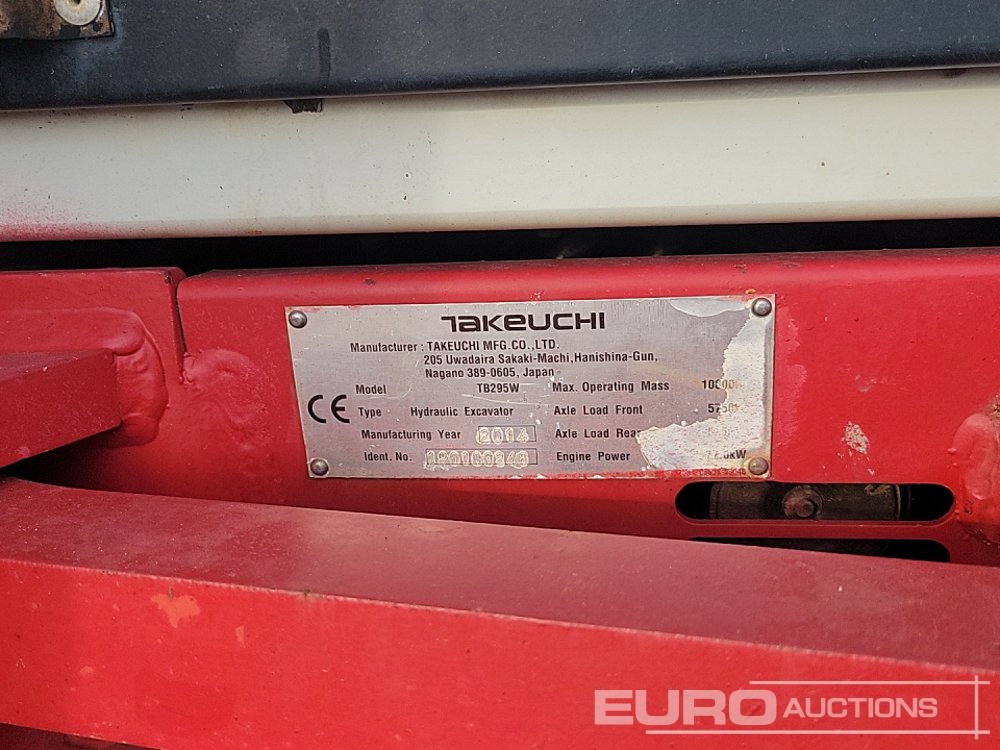 TAKEUCHI
Manufacturer : TAKEUCHI MFG.CO.,LTD.
205 Uwadaira Sakaki-Machi,Hanishina-Gun,
Nagano 389-0605, Japan
Model TB295W Max. Operating Mass
CE Type Hydraulic Excavator Axle Load Front
Manufacturing Year 2014 Axle Load Rear
Ident. No. Engine Power
EURO AUCTIONS